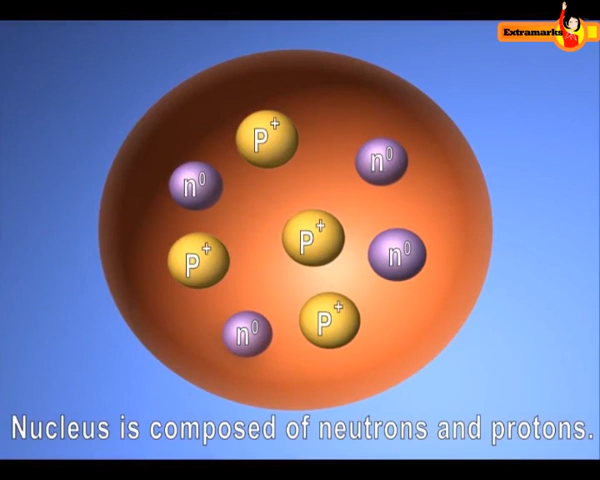 Extramarks
P+
n0
n0
P+
P+
n0
P+
n0
Nucleus is composed of neutrons and protons.